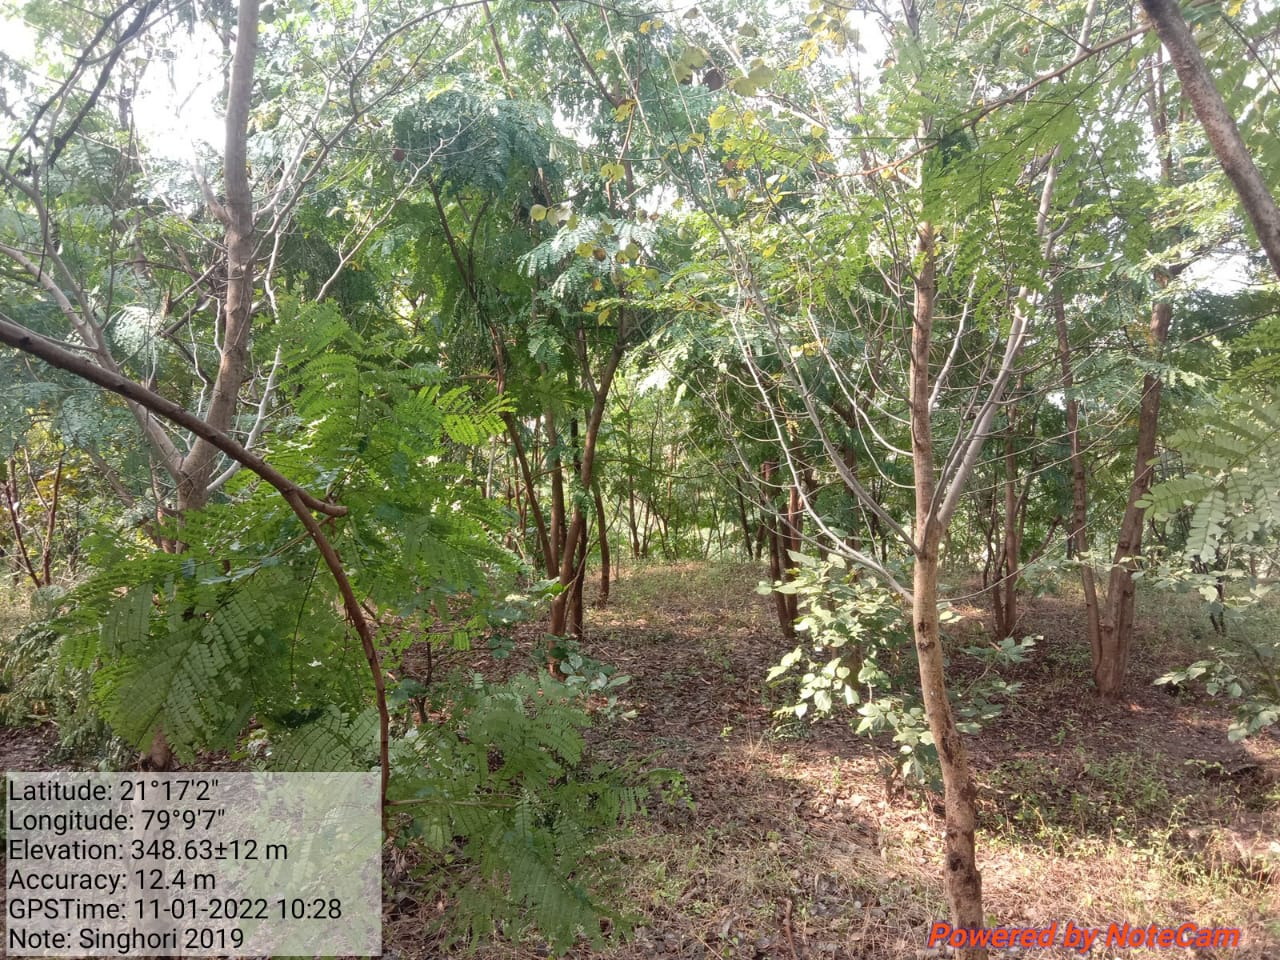 Latitude: 21°17'2"
Longitude: 79°9'7"
Elevation: 348.63±12 m
Accuracy: 12.4 m
GPSTime: 11-01-2022 10:28
Note: Singhori 2019
Powered by NoteCam